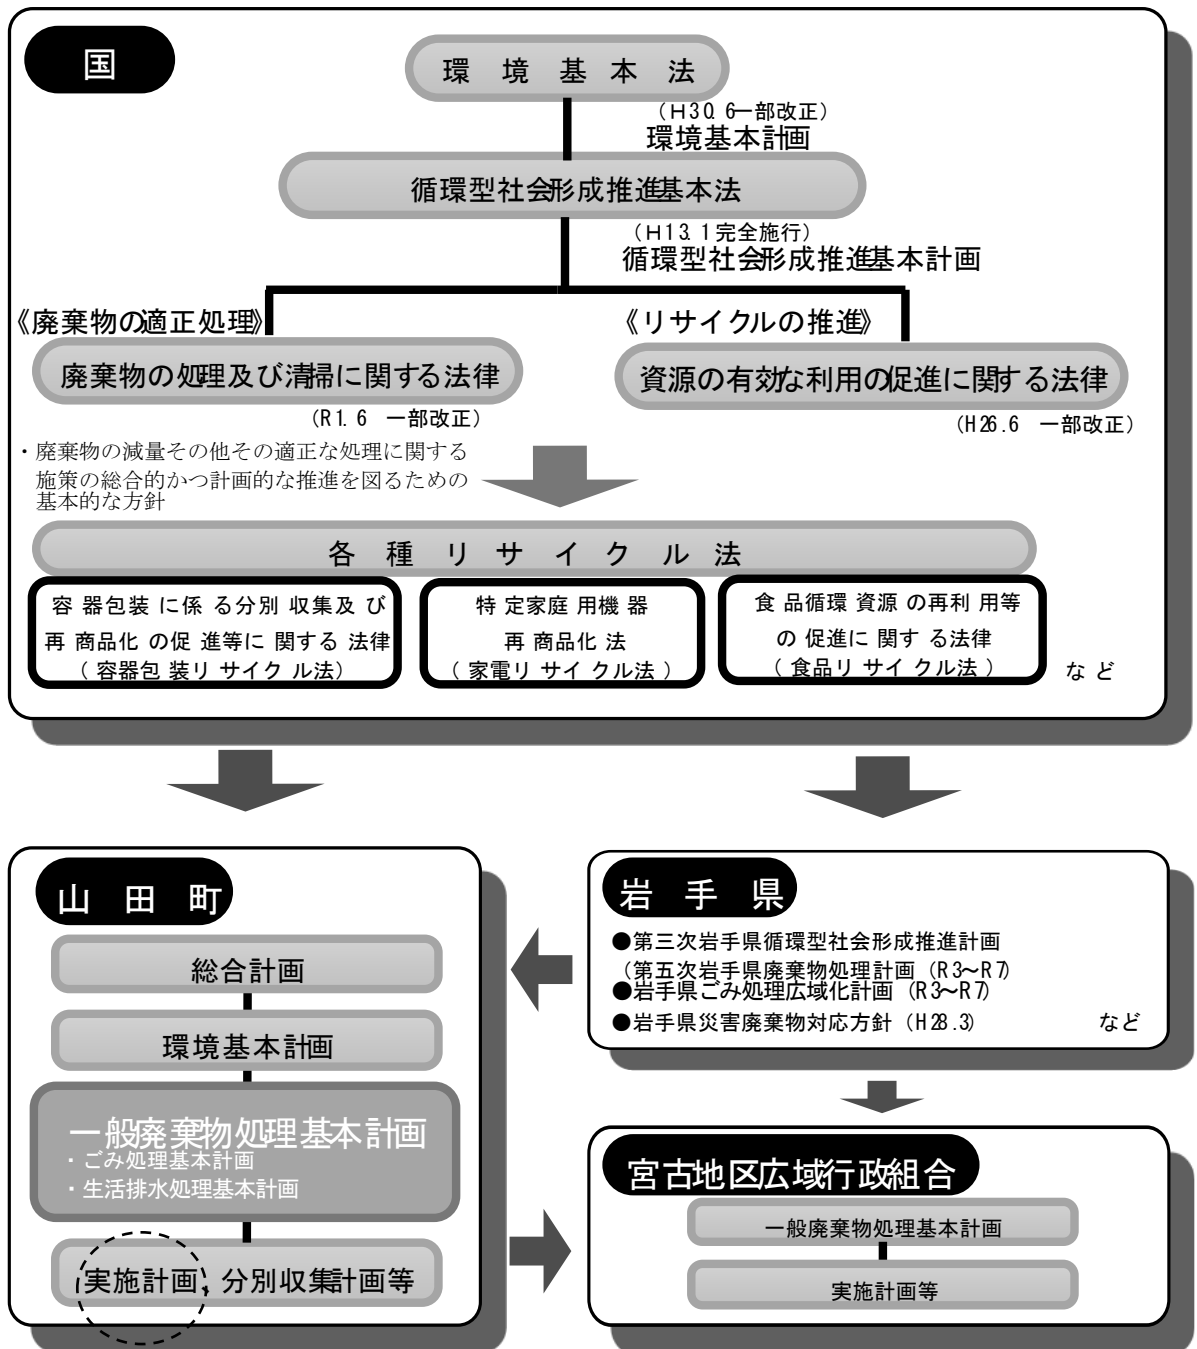 国
環境基本法
（H30.6一部改正）
環境基本計画
循環型社会形成推進基本法
（H13.1完全施行）
循環型社会形成推進基本計画
《廃棄物の適正処理》
《リサイクルの推進》
廃棄物の処理及び清掃に関する法律
資源の有効な利用の促進に関する法律
（R1.6　一部改正）
（H26.6　一部改正）
・廃棄物の減量その他その適正な処理に関する
施策の総合的かつ計画的な推進を図るための
基本的な方針
各種リサイクル法
容器包装に係る分別収集及び
再商品化の促進等に関する法律
（容器包装リサイクル法）
特定家庭用機器
再商品化法
（家電リサイクル法）
食品循環資源の再利用等
の促進に関する法律
（食品リサイクル法）
など
山田町
総合計画
環境基本計画
一般廃棄物処理基本計画
・ごみ処理基本計画
・生活排水処理基本計画
実施計画、分別収集計画等
岩手県
●第三次岩手県循環型社会形成推進計画
（第五次岩手県廃棄物処理計画（R3～R7）
●岩手県ごみ処理広域化計画（R3～R7）
●岩手県災害廃棄物対応方針（H28.3）　など
宮古地区広域行政組合
一般廃棄物処理基本計画
実施計画等